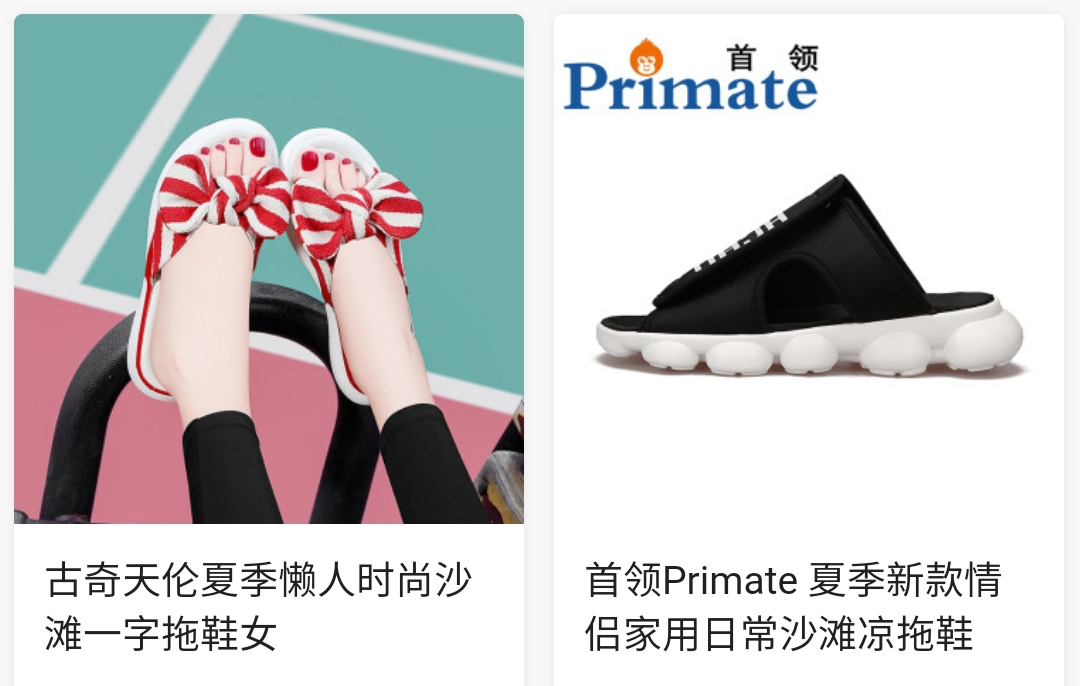 首领
Primate
古奇天伦夏季懒人时尚沙
滩一字拖鞋女
首领Primate 夏季新款情
侣家用日常沙滩凉拖鞋